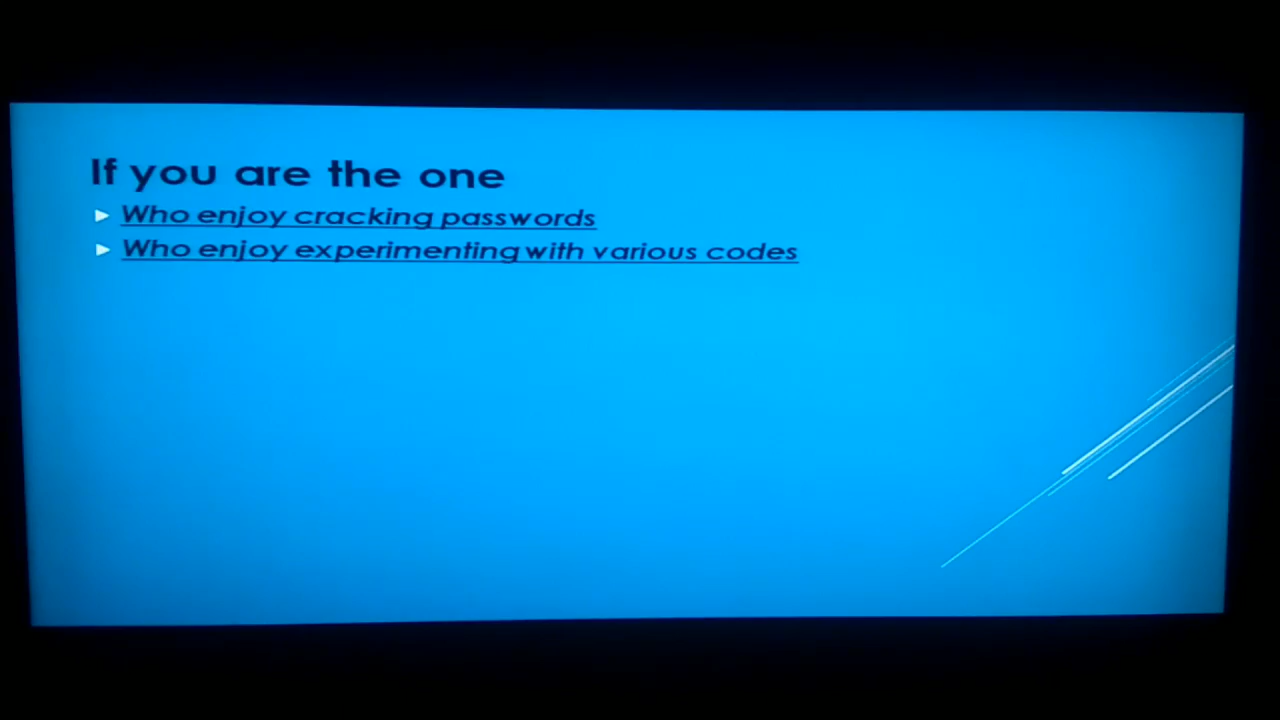 If you are the one
Who enjoy cracking passwords
Who enjoy experimenting with various codes